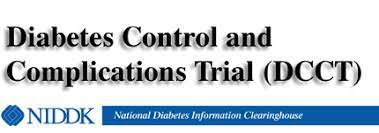 Diabetes Control and
Complications Trial (DCCT)
NIDDK National Diabetes Information Clearinghouse